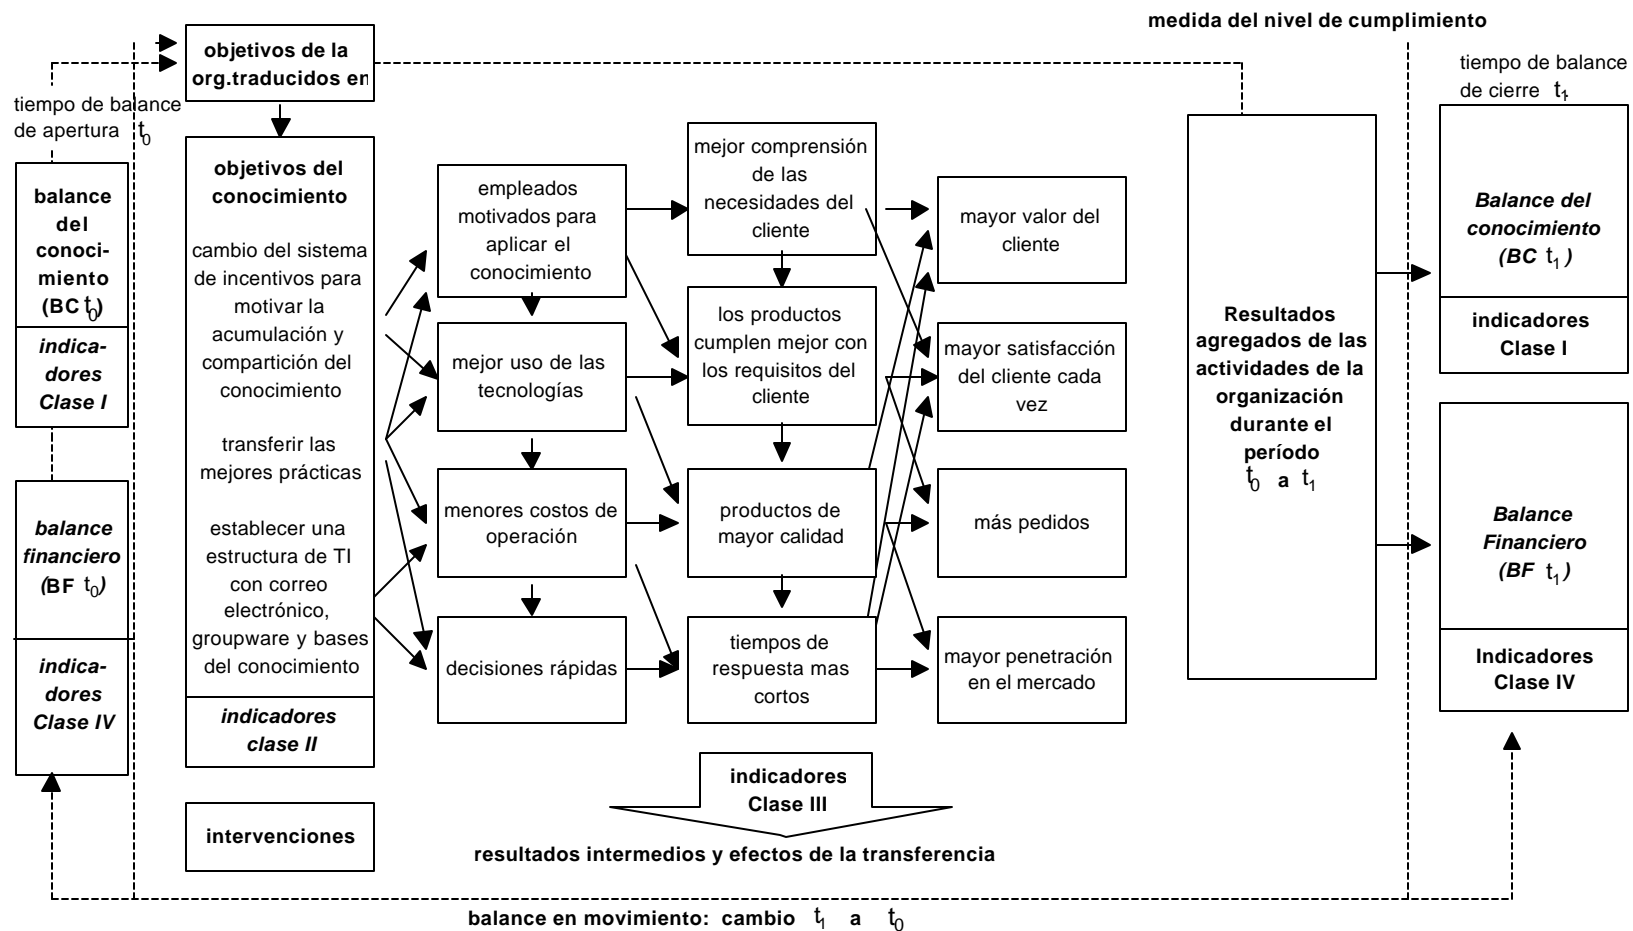 medida del nivel de cumplimiento
objetivos de la
org.traducidos en
tiempo de balance
de apertura t0
tiempo de balance
de cierre t1
balance
del
conoci-
miento
(BC t0)
indica-
dores
Clase I
balance
financiero
(BF t0)
indica-
dores
Clase IV
objetivos del
conocimiento
cambio del sistema
de incentivos para
motivar la
acumulación y
compartición del
conocimiento
transferir las
mejores prácticas
establecer una
estructura de TI
con correo
electrónico,
groupware y bases
del conocimiento
indicadores
clase II
intervenciones
empleados
motivados para
aplicar el
conocimiento
mejor uso de las
tecnologías
menores costos de
operación
decisiones rápidas
mejor comprensión
de las
necesidades del
cliente
los productos
cumplen mejor con
los requisitos del
cliente
productos de
mayor calidad
tiempos de
respuesta mas
cortos
mayor valor del
cliente
mayor satisfacción
del cliente cada
vez
más pedidos
mayor penetración
en el mercado
indicadores
Clase III
resultados intermedios y efectos de la transferencia
Resultados
agregados de las
actividades de la
organización
durante el
período
t0 a t1
Balance del
conocimiento
(BC t1)
indicadores
Clase I
Balance
Financiero
(BF t1)
Indicadores
Clase IV
balance en movimiento: cambio t1 a t0